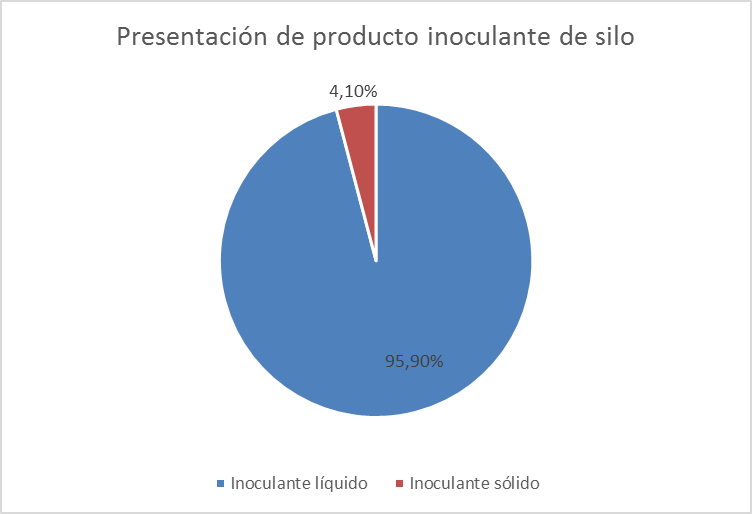 Presentación de producto inoculante de silo
4,10%
95,90%
Inoculante líquido
Inoculante sólido